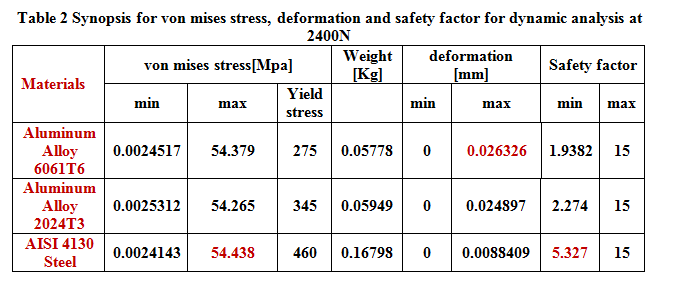 Table 2 Synopsis for von mises stress, deformation and safety factor for dynamic analysis at
2400N
Materials von mises stress[Mpa] Weight [Kg] deformation [mm] Safety factor
min max Yield stress min max min max
Aluminum Alloy 6061T6 0.0024517 54.379 275 0.05778 0 0.026326 1.9382 15
Aluminum Alloy 2024T3 0.0025312 54.265 345 0.05949 0 0.024897 2.274 15
AISI 4130 Steel 0.0024143 54.438 460 0.16798 0 0.0088409 5.327 15